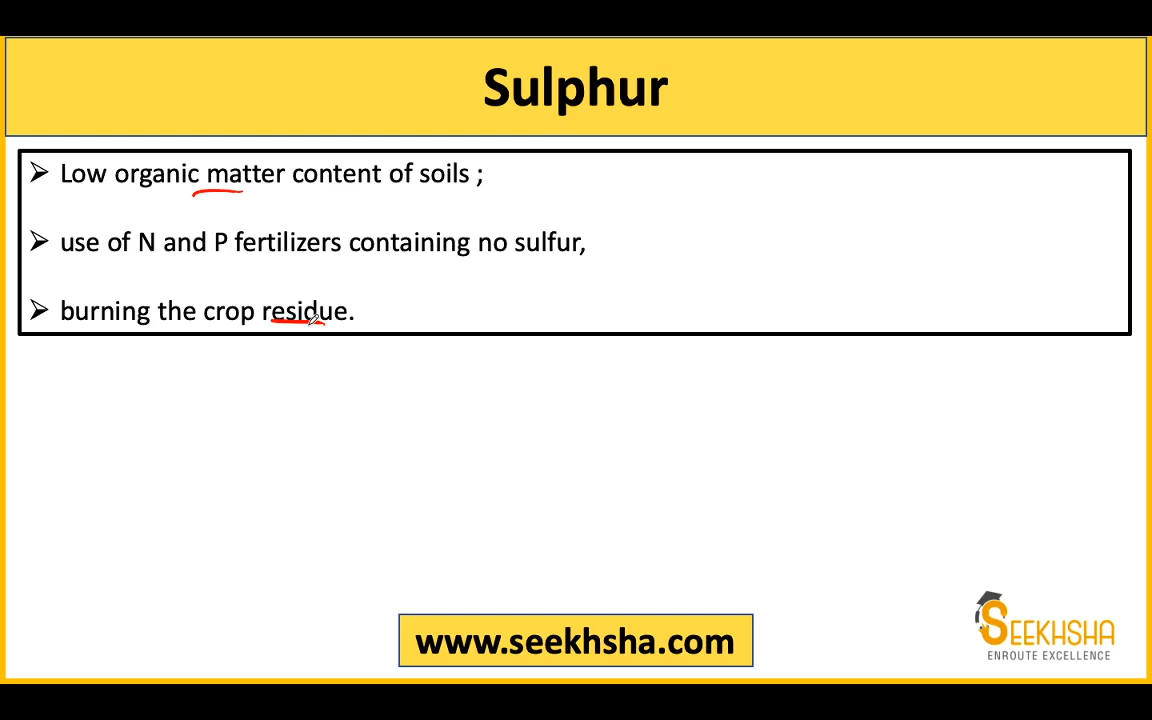 Sulphur
➢ Low organic matter content of soils ;
➢ use of N and P fertilizers containing no sulfur,
➢ burning the crop residue.
www.seekhsha.com
SEEKHSHA
ENROUTE EXCELLENCE